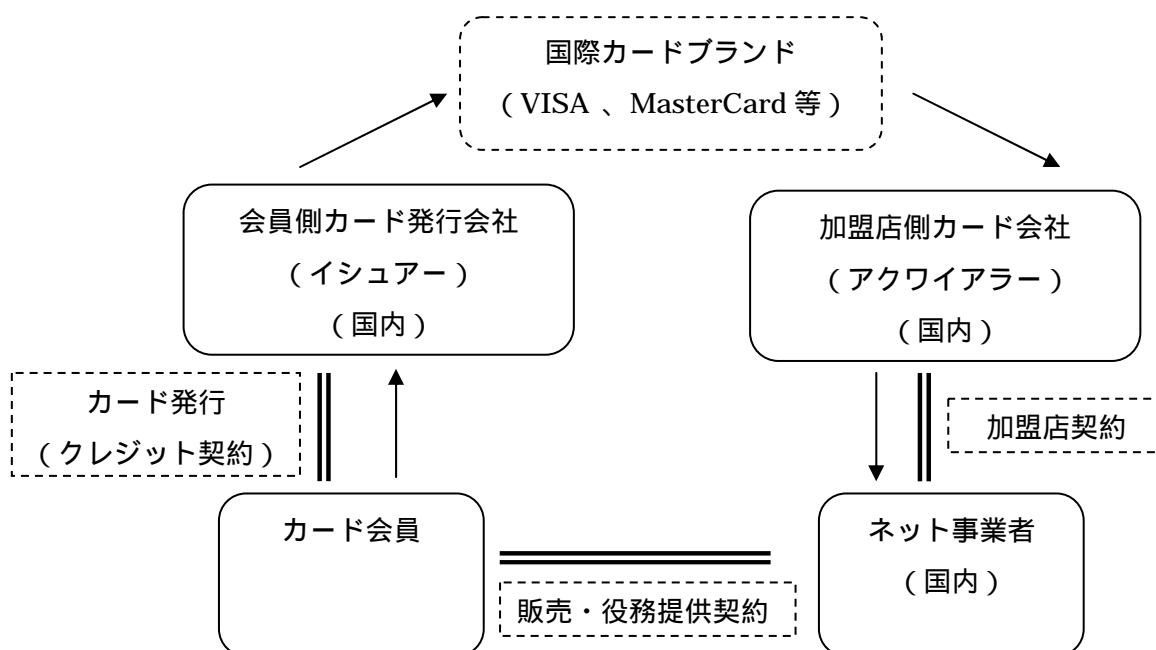 国際カードブランド
（VISA 、MasterCard 等）
会員側カード発行会社
（イシュアー）
（国内）
加盟店側カード会社
（アクワイアラー）
（国内）
カード発行
（クレジット契約）
加盟店契約
カード会員
ネット事業者
（国内）
販売・役務提供契約